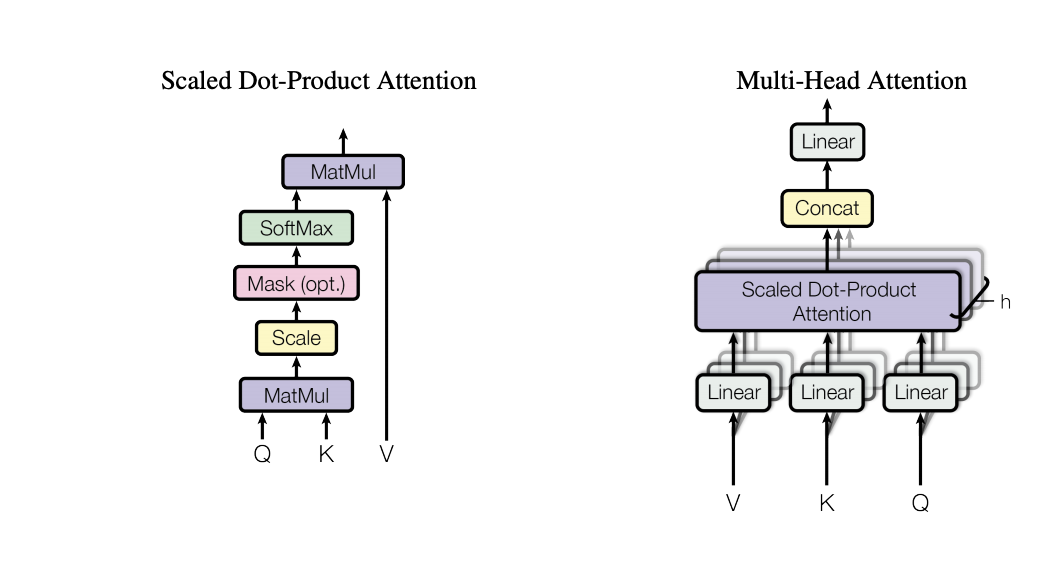 Scaled Dot-Product Attention
MatMul
SoftMax
Mask (opt.)
Scale
MatMul
Q K V
Multi-Head Attention
Linear
Concat
Scaled Dot-Product
Attention
h
Linear Linear Linear
V K Q